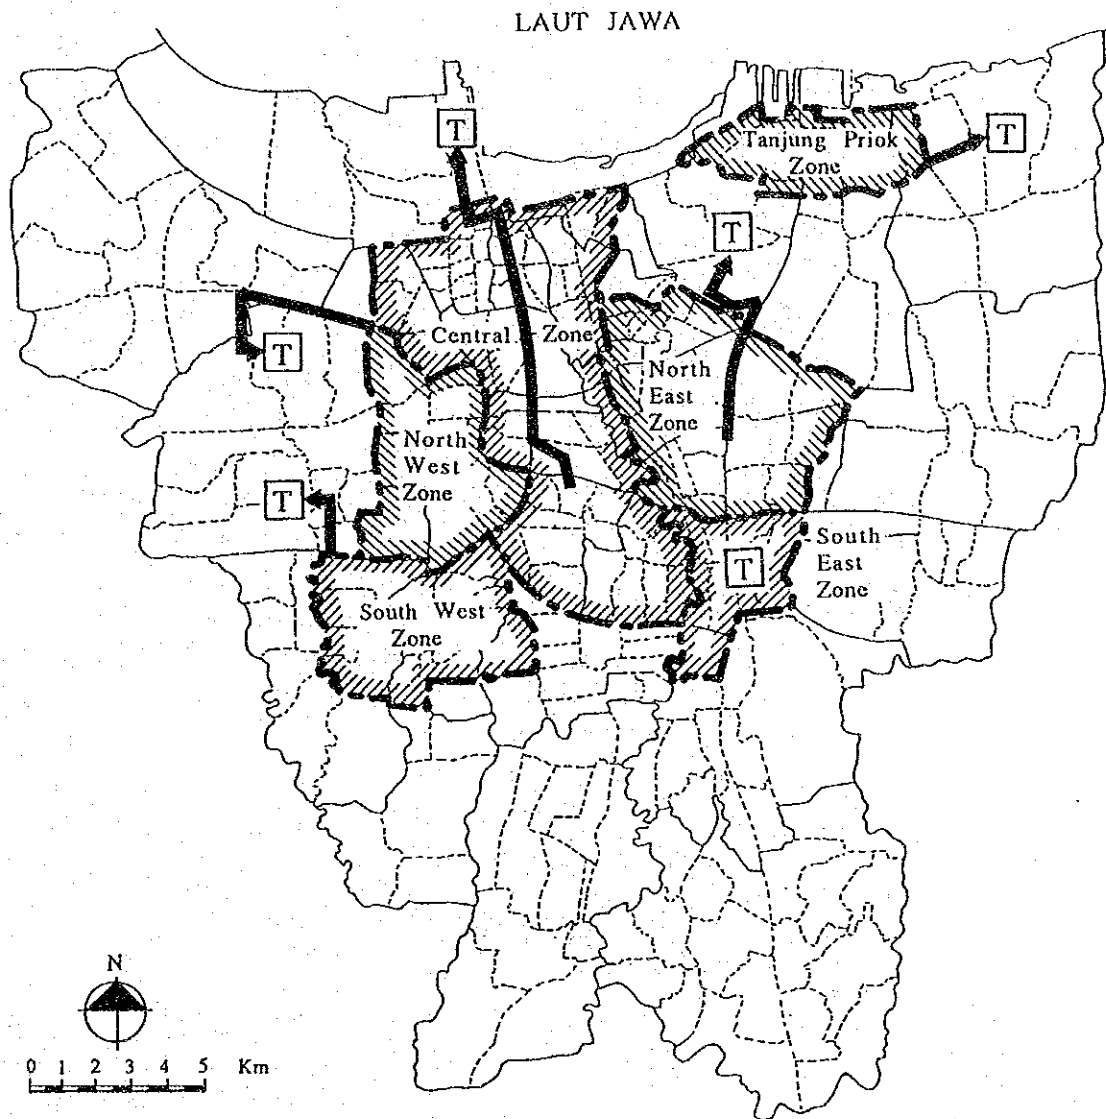 LAUT JAWA
T
Tanjung Priok
Zone
T
T
Central Zone
T
North
East
Zone
North
West
Zone
T
South
East
Zone
T
South West
Zone
N
0 1 2 3 4 5 Km